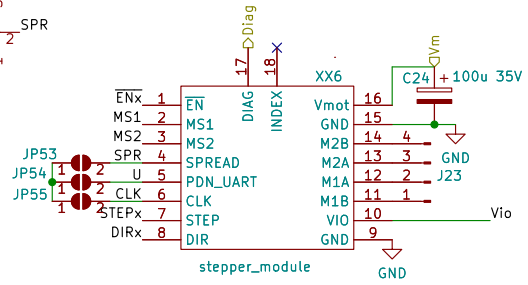 SPR
2
Diag
Vm
17
18
XX6
C24
+
100u 35V
ENx
1
EN
DIAG
INDEX
Vmot
16
MS1
2
MS1
GND
15
MS2
3
MS2
M2B
14
4
GND
JP53
1
2
SPR
4
SPREAD
M2A
13
3
JP54
1
2
U
5
PDN_UART
M1A
12
2
J23
JP55
1
2
CLK
6
CLK
M1B
11
1
STEPx
7
STEP
VIO
10
Vio
DIRx
8
DIR
GND
9
stepper_module
GND